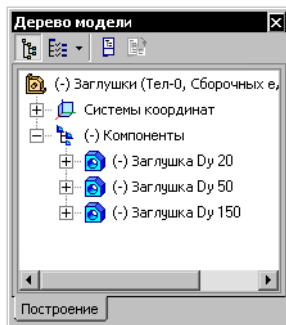 Дерево модели
(-) Заглушки (Тел-0, Сборочных е,
Системы координат
(-) Компоненты
(-) Заглушка Dy 20
(-) Заглушка Dy 50
(-) Заглушка Dy 150
Построение